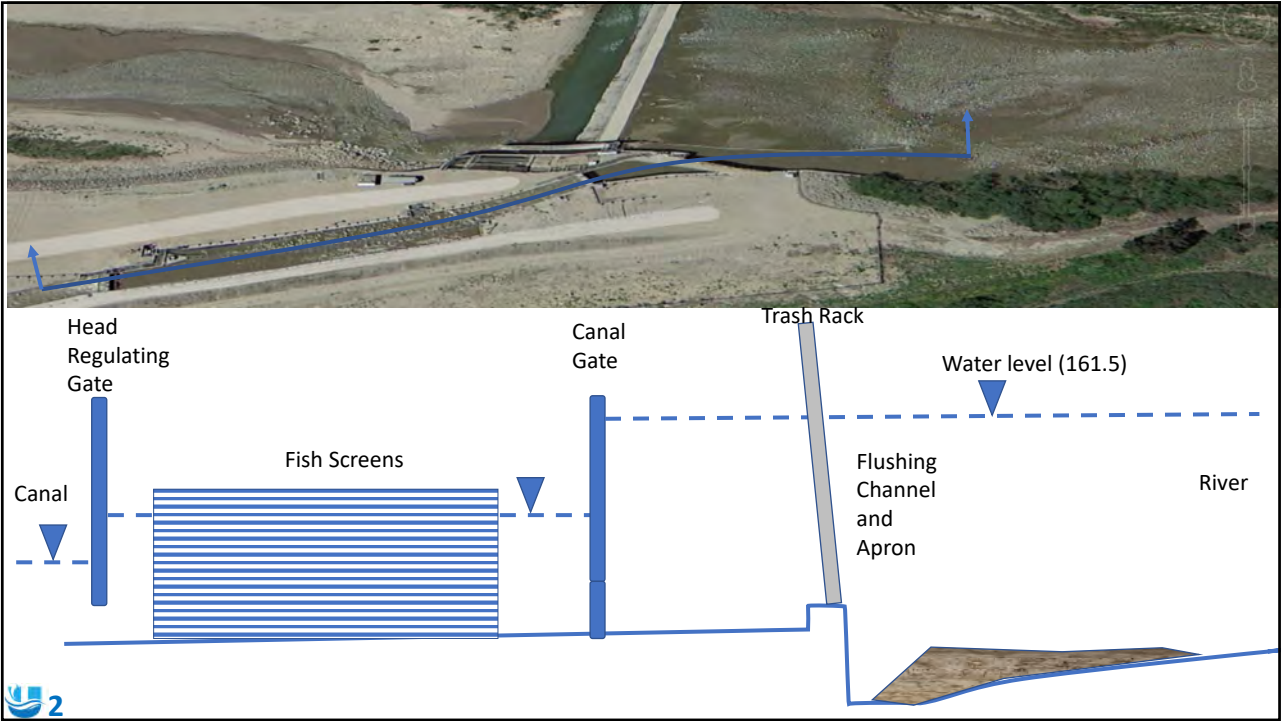 Head
Regulating
Gate
Canal
Gate
Trash Rack
Water level (161.5)
Fish Screens
Canal
Flushing
Channel
and
Apron
River
2